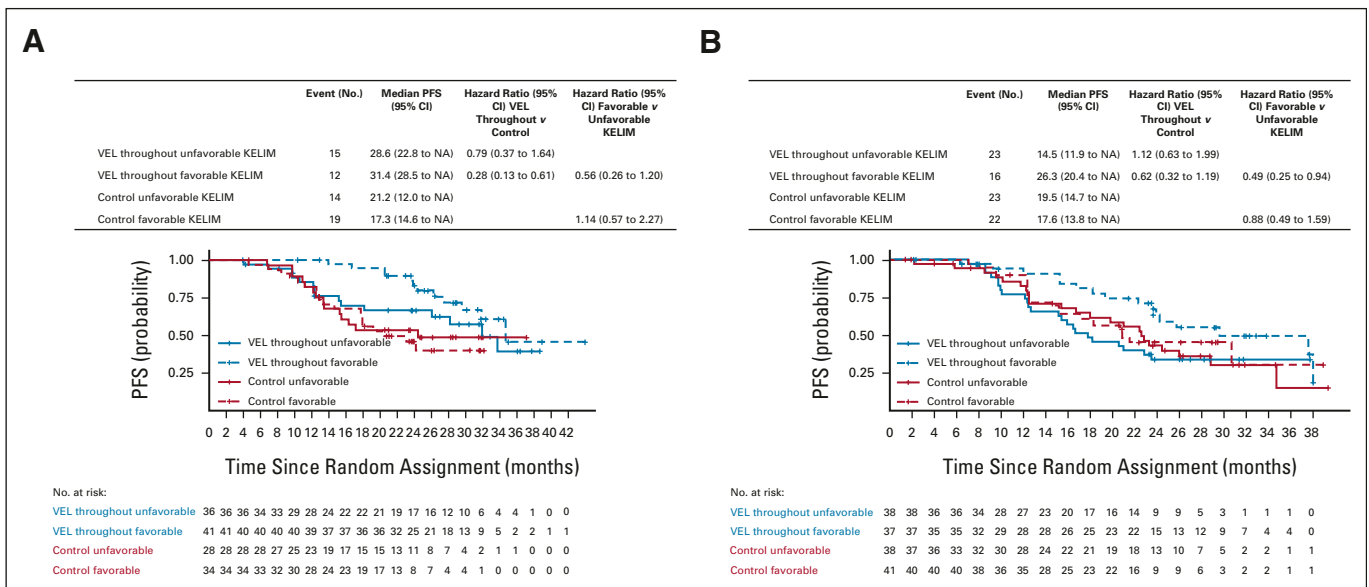 A
Event (No.) Median PFS (95% CI) Hazard Ratio (95% CI) VEL Throughout v Control Hazard Ratio (95% CI) Favorable v Unfavorable KELIM
VEL throughout unfavorable KELIM 15 28.6 (22.8 to NA) 0.79 (0.37 to 1.64)
VEL throughout favorable KELIM 12 31.4 (28.5 to NA) 0.28 (0.13 to 0.61) 0.56 (0.26 to 1.20)
Control unfavorable KELIM 14 21.2 (12.0 to NA)
Control favorable KELIM 19 17.3 (14.6 to NA) 1.14 (0.57 to 2.27)
PFS (probability)
1.00
0.75
0.50
0.25
VEL throughout unfavorable
VEL throughout favorable
Control unfavorable
Control favorable
0 2 4 6 8 10 12 14 16 18 20 22 24 26 28 30 32 34 36 38 40 42
Time Since Random Assignment (months)
No. at risk:
VEL throughout unfavorable 36 36 36 34 33 29 28 24 22 22 21 19 17 16 12 10 6 4 4 1 0 0
VEL throughout favorable 41 41 40 40 40 40 39 37 37 36 36 32 25 21 18 13 9 5 2 2 1 1
Control unfavorable 28 28 28 28 27 25 23 19 17 15 15 13 11 8 7 4 2 1 1 0 0 0
Control favorable 34 34 34 33 32 30 28 24 23 19 17 13 8 7 4 4 1 0 0 0 0 0
B
Event (No.) Median PFS (95% CI) Hazard Ratio (95% CI) VEL Throughout v Control Hazard Ratio (95% CI) Favorable v Unfavorable KELIM
VEL throughout unfavorable KELIM 23 14.5 (11.9 to NA) 1.12 (0.63 to 1.99)
VEL throughout favorable KELIM 16 26.3 (20.4 to NA) 0.62 (0.32 to 1.19) 0.49 (0.25 to 0.94)
Control unfavorable KELIM 23 19.5 (14.7 to NA)
Control favorable KELIM 22 17.6 (13.8 to NA) 0.88 (0.49 to 1.59)
PFS (probability)
1.00
0.75
0.50
0.25
VEL throughout unfavorable
VEL throughout favorable
Control unfavorable
Control favorable
0 2 4 6 8 10 12 14 16 18 20 22 24 26 28 30 32 34 36 38
Time Since Random Assignment (months)
No. at risk:
VEL throughout unfavorable 38 38 36 36 34 28 27 23 20 17 16 14 9 9 5 3 1 1 1 0
VEL throughout favorable 37 37 35 35 32 29 28 28 26 25 23 22 15 13 12 9 7 4 4 0
Control unfavorable 38 37 36 33 32 30 28 24 22 21 19 18 13 10 7 5 2 2 1 1
Control favorable 41 40 40 40 38 36 35 28 25 23 22 16 9 9 6 3 2 2 1 1